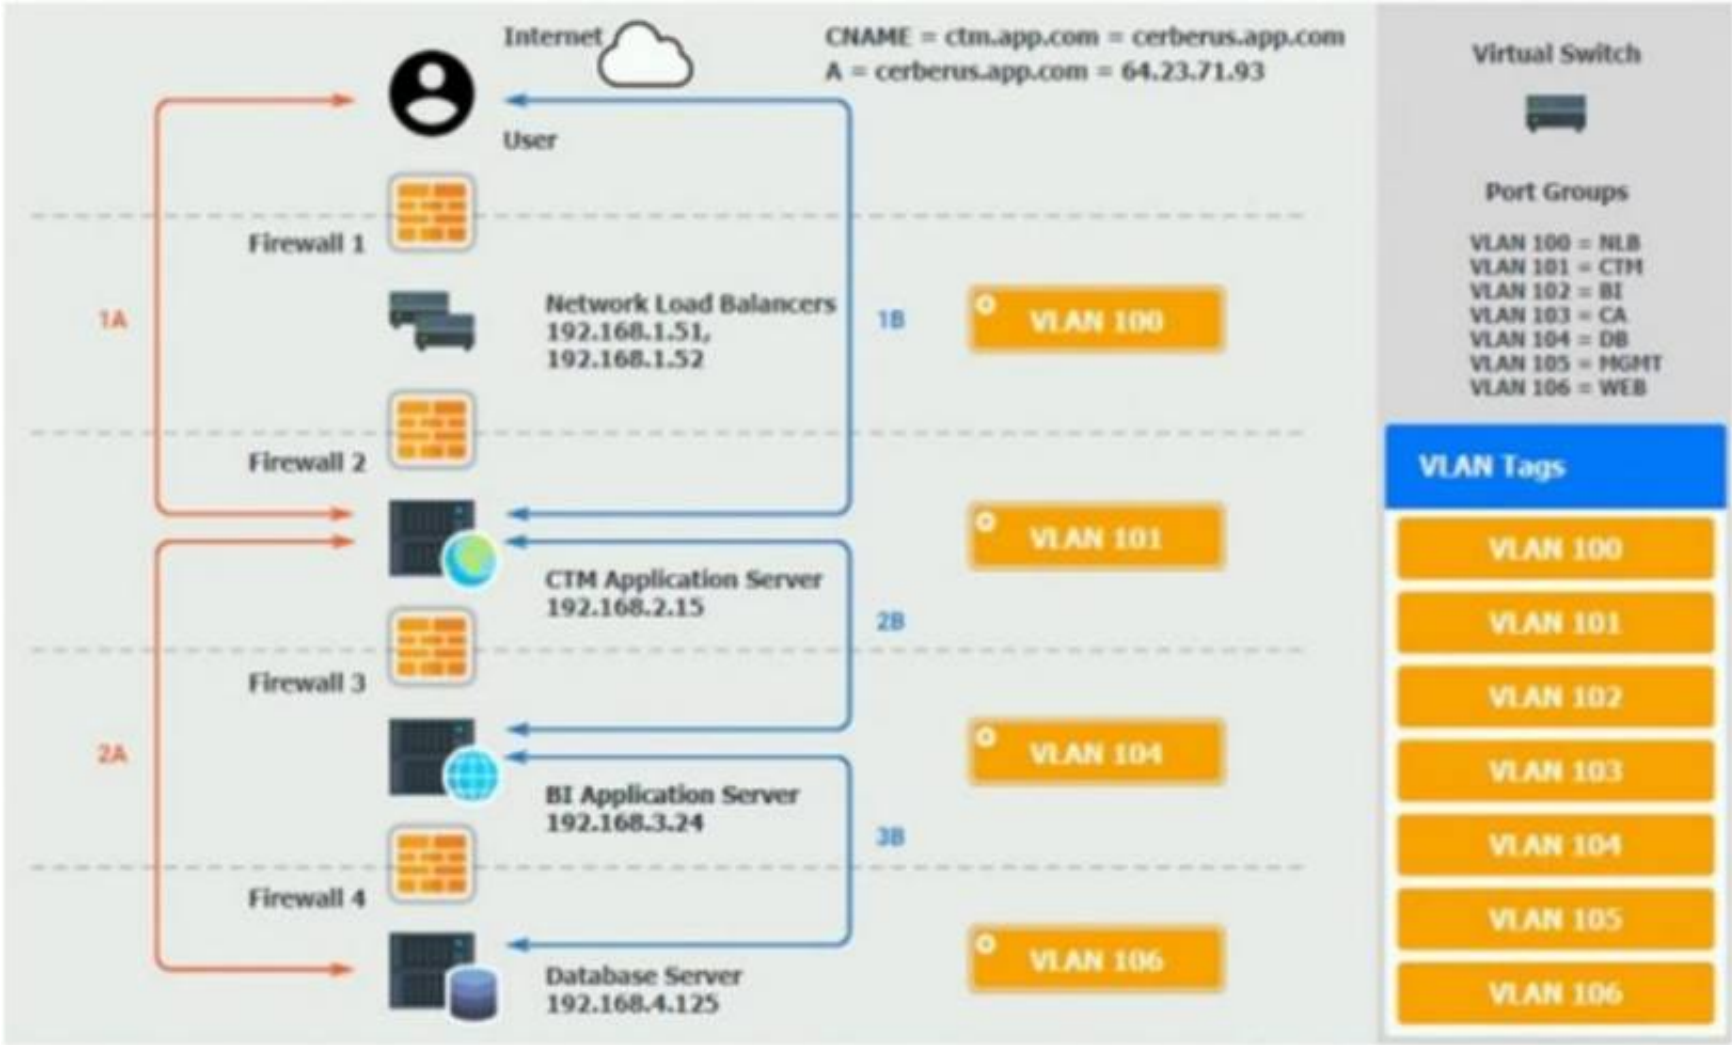 Internet
CNAME = ctm.app.com = cerberus.app.com
A = cerberus.app.com = 64.23.71.93
User
Firewall 1
1A
Network Load Balancers
192.168.1.51,
192.168.1.52
1B
VLAN 100
Firewall 2
VLAN 101
CTM Application Server
192.168.2.15
2B
Firewall 3
2A
VLAN 104
BI Application Server
192.168.3.24
3B
Firewall 4
VLAN 106
Database Server
192.168.4.125
Virtual Switch
Port Groups
VLAN 100 = NLB
VLAN 101 = CTM
VLAN 102 = BI
VLAN 103 = CA
VLAN 104 = DB
VLAN 105 = MGMT
VLAN 106 = WEB
VLAN Tags
VLAN 100
VLAN 101
VLAN 102
VLAN 103
VLAN 104
VLAN 105
VLAN 106